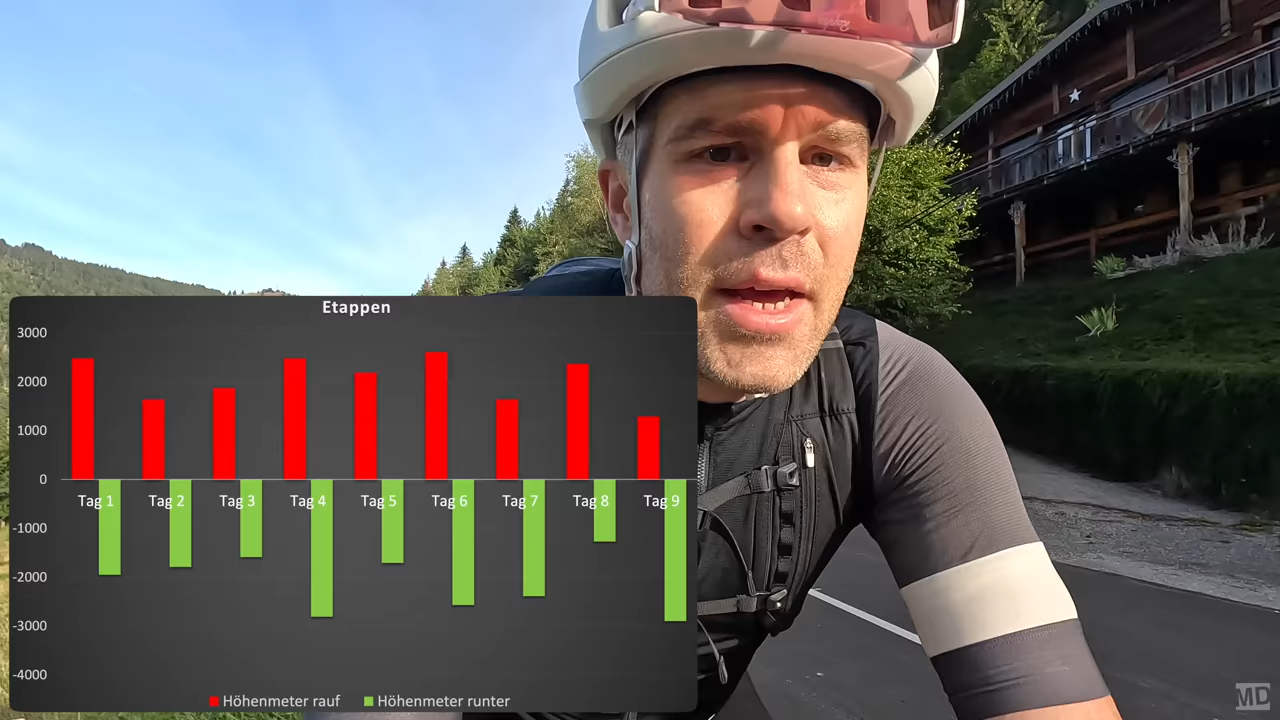 Etappen
3000
2000
1000
0
Tag 1 Tag 2 Tag 3 Tag 4 Tag 5 Tag 6 Tag 7 Tag 8 Tag 9
-1000
-2000
-3000
-4000
Höhenmeter rauf Höhenmeter runter
MD